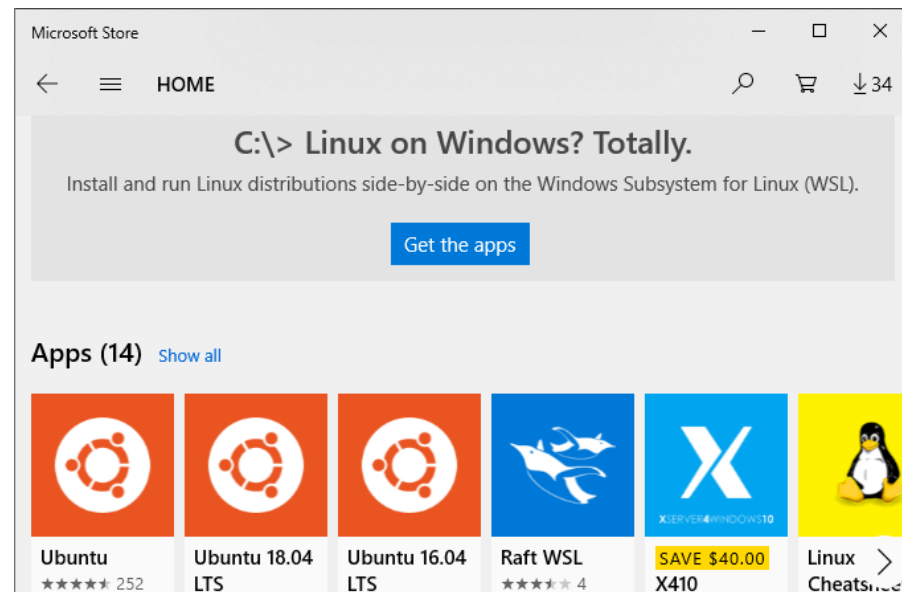 Microsoft Store
HOME
34
C:\> Linux on Windows? Totally.
Install and run Linux distributions side-by-side on the Windows Subsystem for Linux (WSL).
Get the apps
Apps (14) Show all
XSERVER4WINDOWS10
Ubuntu Ubuntu 18.04 Ubuntu 16.04 Raft WSL SAVE $40.00 Linux
252 LTS LTS 4 X410